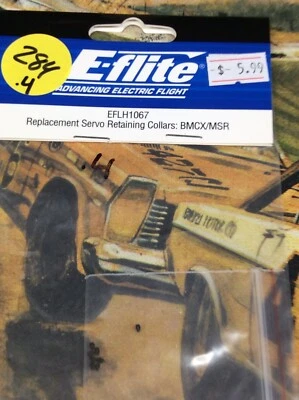 284
.4
E-flite
ADVANCING ELECTRIC FLIGHT
$ 5.99
EFLH1067
Replacement Servo Retaining Collars: BMCX/MSR